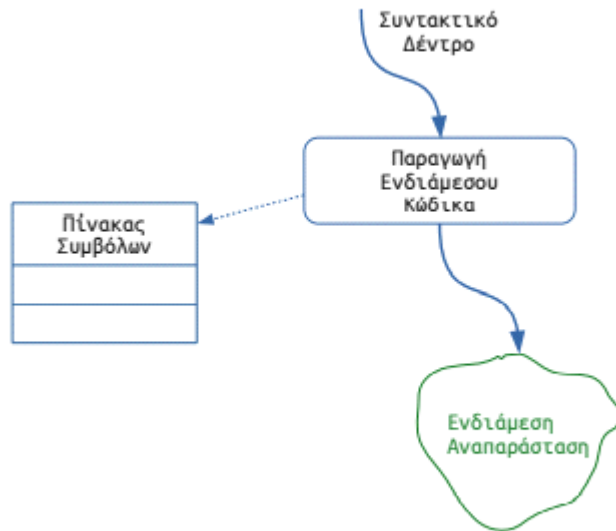 Συντακτικό
Δέντρο
Παραγωγή
Ενδιάμεσου
Κώδικα
Πίνακας
Συμβόλων
Ενδιάμεση
Αναπαράσταση